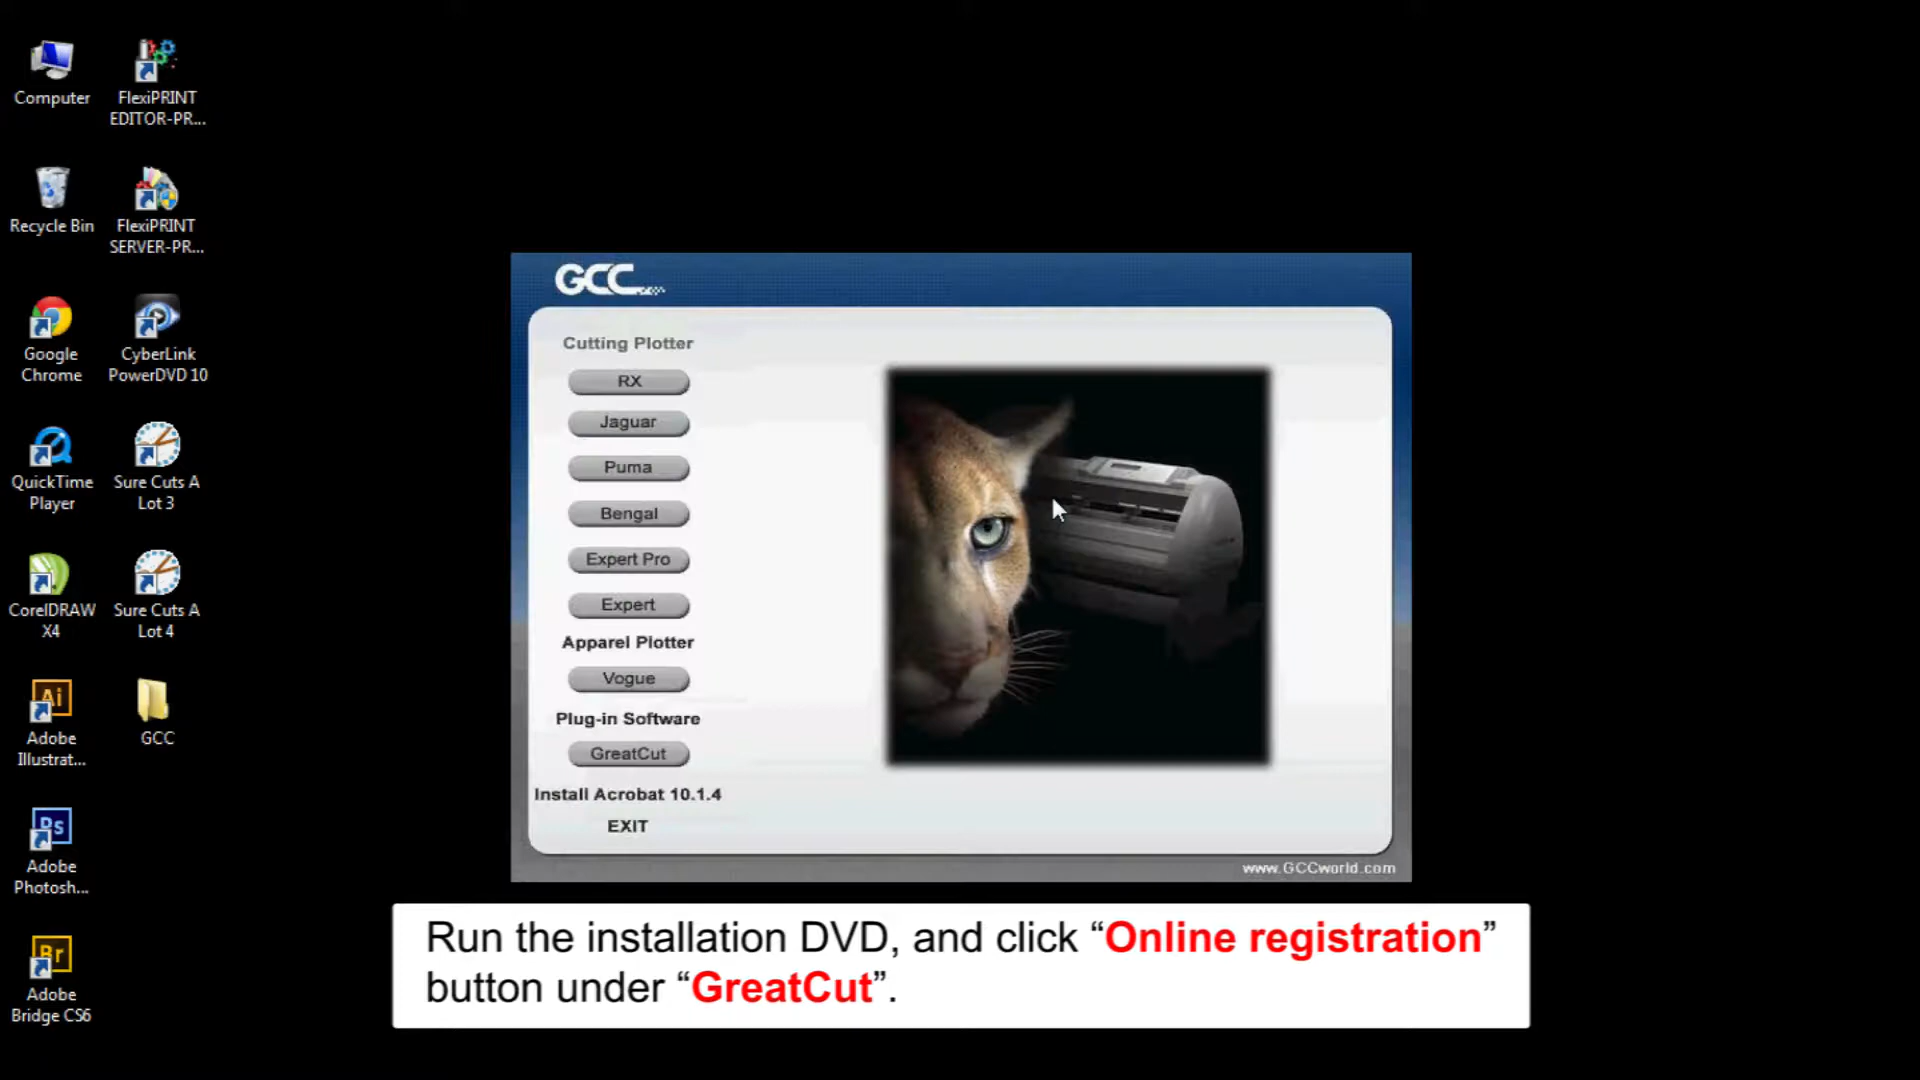 Computer
FlexiPRINT
EDITOR-PR...
Recycle Bin
FlexiPRINT
SERVER-PR...
Google
Chrome
CyberLink
PowerDVD 10
QuickTime
Player
Sure Cuts A
Lot 3
CorelDRAW
X4
Sure Cuts A
Lot 4
Ai
Adobe
Illustrat...
GCC
Ps
Adobe
Photosh...
Br
Adobe
Bridge CS6
GCC
Cutting Plotter
RX
Jaguar
Puma
Bengal
Expert Pro
Expert
Apparel Plotter
Vogue
Plug-in Software
GreatCut
Install Acrobat 10.1.4
EXIT
www.GCCworld.com
Run the installation DVD, and click “Online registration”
button under “GreatCut”.